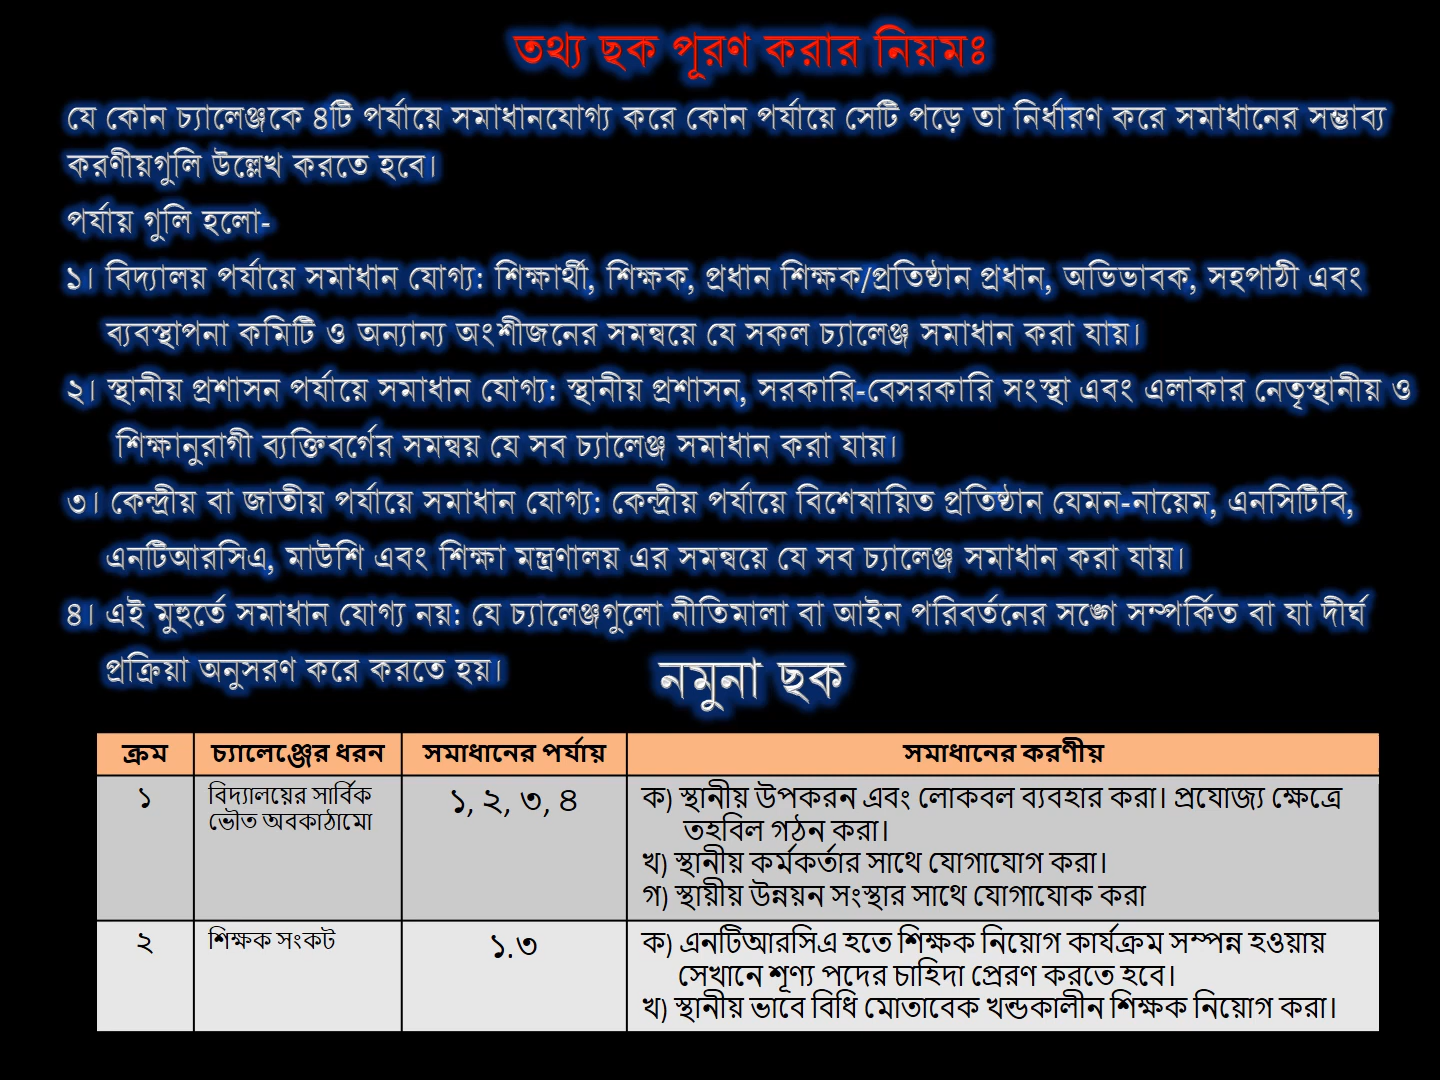 তথ্য ছক পূরণ করার নিয়মঃ
যে কোন চ্যালেঞ্জকে ৪টি পর্যায়ে সমাধানযোগ্য করে কোন পর্যায়ে সেটি পড়ে তা নির্ধারণ করে সমাধানের সম্ভাব্য
করণীয়গুলি উল্লেখ করতে হবে।
পর্যায় গুলি হলো-
১। বিদ্যালয় পর্যায়ে সমাধান যোগ্য: শিক্ষার্থী, শিক্ষক, প্রধান শিক্ষক/প্রতিষ্ঠান প্রধান, অভিভাবক, সহপাঠী এবং
ব্যবস্থাপনা কমিটি ও অন্যান্য অংশীজনের সমন্বয়ে যে সকল চ্যালেঞ্জ সমাধান করা যায়।
২। স্থানীয় প্রশাসন পর্যায়ে সমাধান যোগ্য: স্থানীয় প্রশাসন, সরকারি-বেসরকারি সংস্থা এবং এলাকার নেতৃস্থানীয় ও
শিক্ষানুরাগী ব্যক্তিবর্গের সমন্বয় যে সব চ্যালেঞ্জ সমাধান করা যায়।
৩। কেন্দ্রীয় বা জাতীয় পর্যায়ে সমাধান যোগ্য: কেন্দ্রীয় পর্যায়ে বিশেষায়িত প্রতিষ্ঠান যেমন-নায়েম, এনসিটিবি,
এনটিআরসিএ, মাউশি এবং শিক্ষা মন্ত্রণালয় এর সমন্বয়ে যে সব চ্যালেঞ্জ সমাধান করা যায়।
৪। এই মুহুর্তে সমাধান যোগ্য নয়: যে চ্যালেঞ্জগুলো নীতিমালা বা আইন পরিবর্তনের সঙ্গে সম্পর্কিত বা যা দীর্ঘ
প্রক্রিয়া অনুসরণ করে করতে হয়।
নমুনা ছক
ক্রম চ্যালেঞ্জের ধরন সমাধানের পর্যায় সমাধানের করণীয়
১ বিদ্যালয়ের সার্বিক ১, ২, ৩, ৪ ক) স্থানীয় উপকরন এবং লোকবল ব্যবহার করা। প্রযোজ্য ক্ষেত্রে
ভৌত অবকাঠামো তহবিল গঠন করা।
খ) স্থানীয় কর্মকর্তার সাথে যোগাযোগ করা।
গ) স্থায়ীয় উন্নয়ন সংস্থার সাথে যোগাযোক করা
২ শিক্ষক সংকট ১.৩ ক) এনটিআরসিএ হতে শিক্ষক নিয়োগ কার্যক্রম সম্পন্ন হওয়ায়
সেখানে শূণ্য পদের চাহিদা প্রেরণ করতে হবে।
খ) স্থানীয় ভাবে বিধি মোতাবেক খন্ডকালীন শিক্ষক নিয়োগ করা।